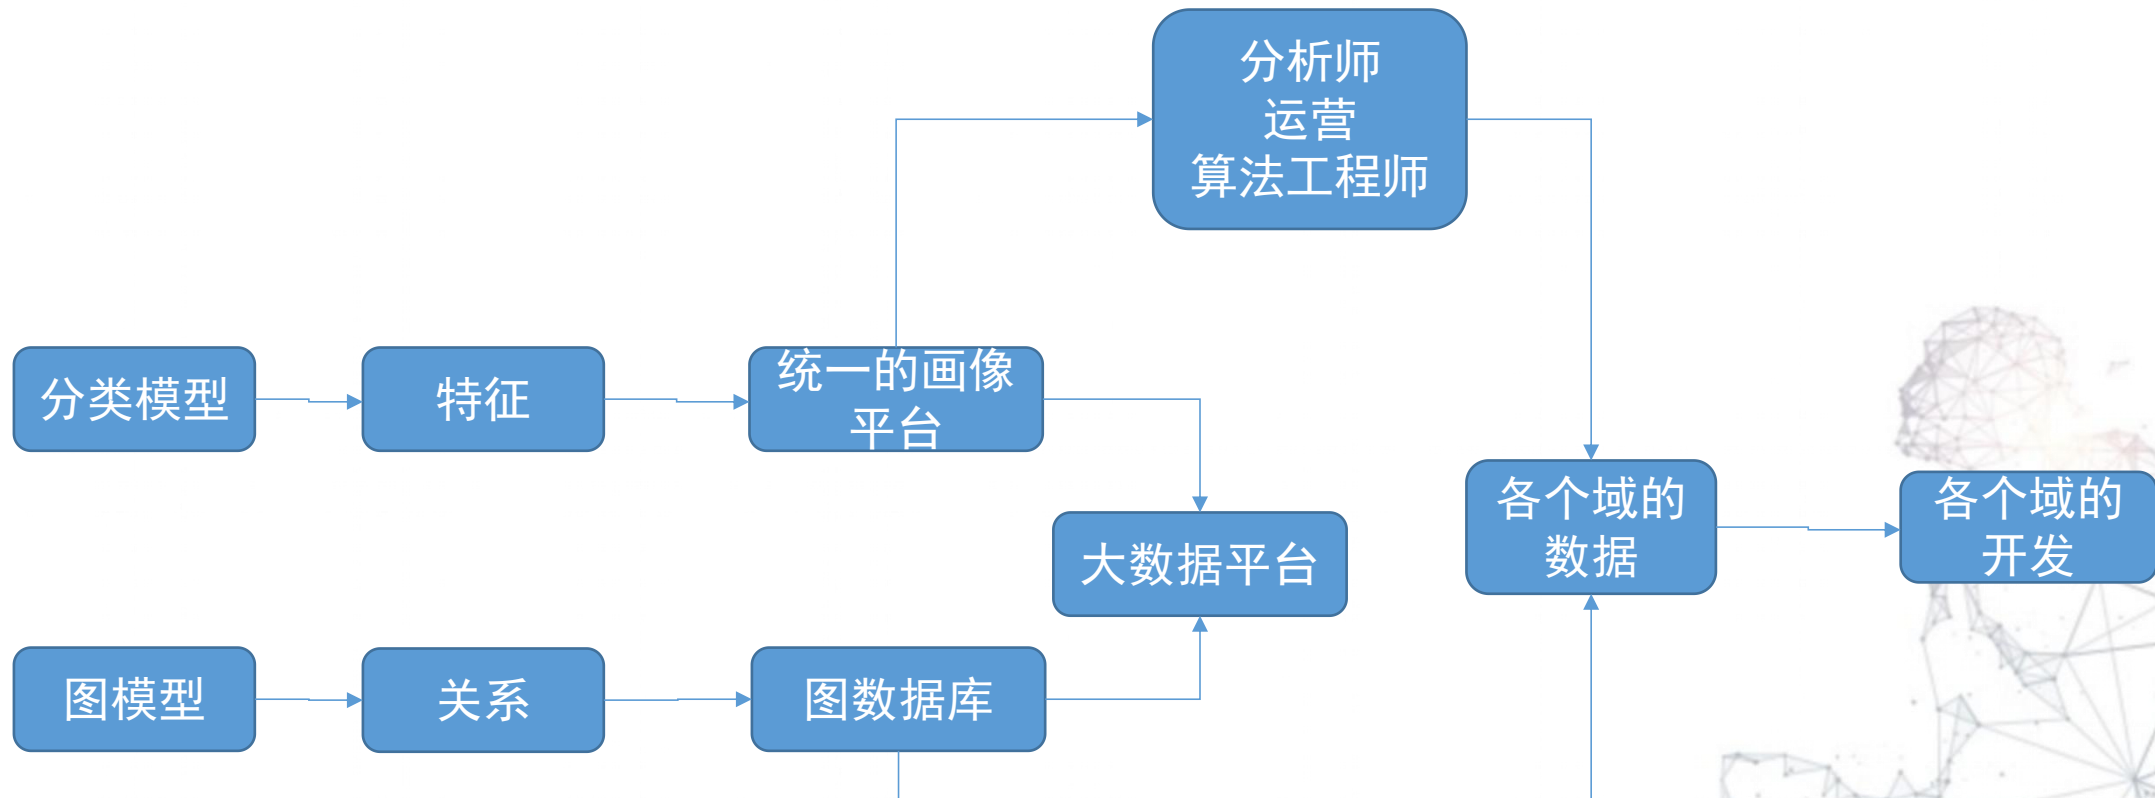 分析师
运营
算法工程师
分类模型
特征
统一的画像
平台
大数据平台
各个域的
数据
各个域的
开发
图模型
关系
图数据库